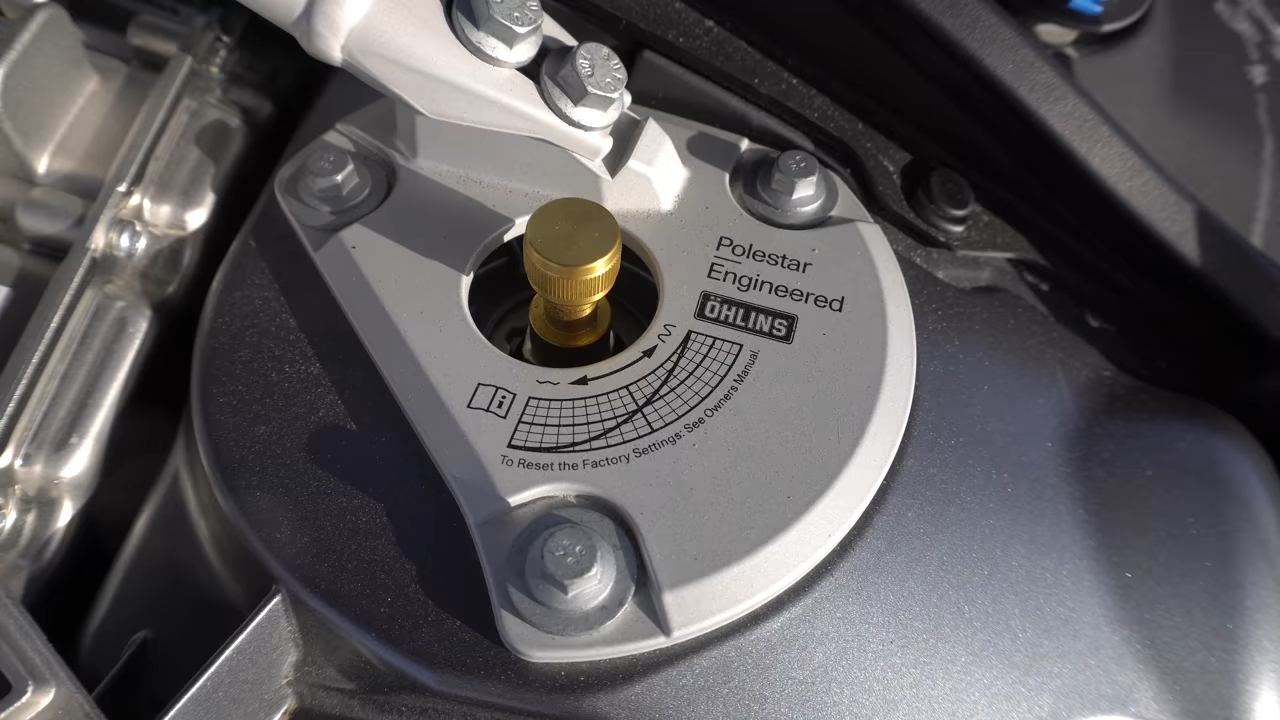 Polestar
Engineered
ÖHLINS
To Reset the Factory Settings: See Owners Manual.